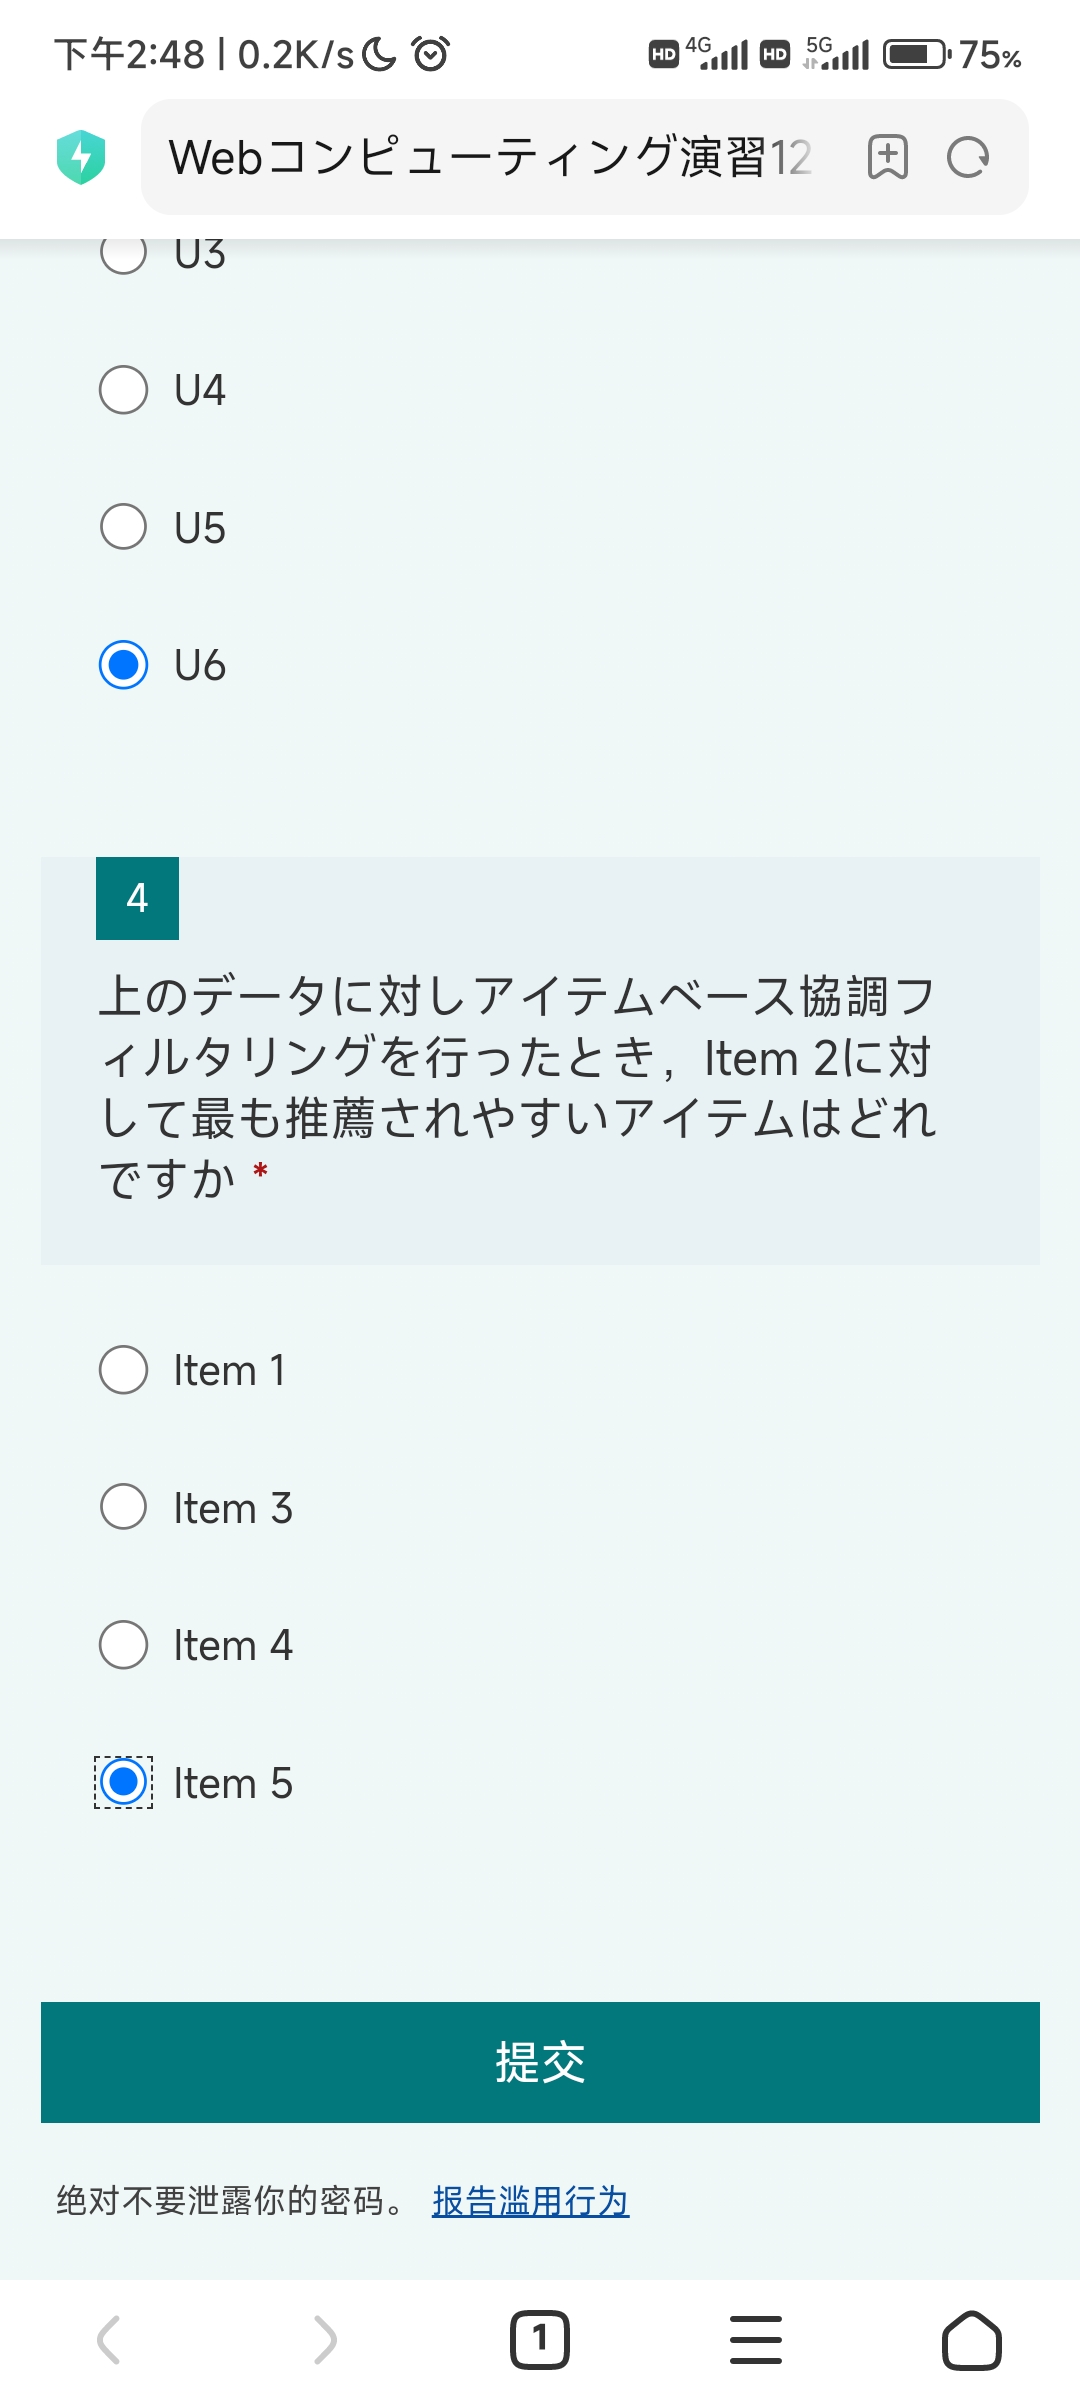 下午2:48 | 0.2K/s HD 4G HD 5G 75%
Webコンピューティング演習12
U3
U4
U5
U6
4
上のデータに対しアイテムベース協調フ
ィルタリングを行ったとき，Item 2に対
して最も推薦されやすいアイテムはどれ
ですか *
Item 1
Item 3
Item 4
Item 5
提交
绝对不要泄露你的密码。 报告滥用行为
1